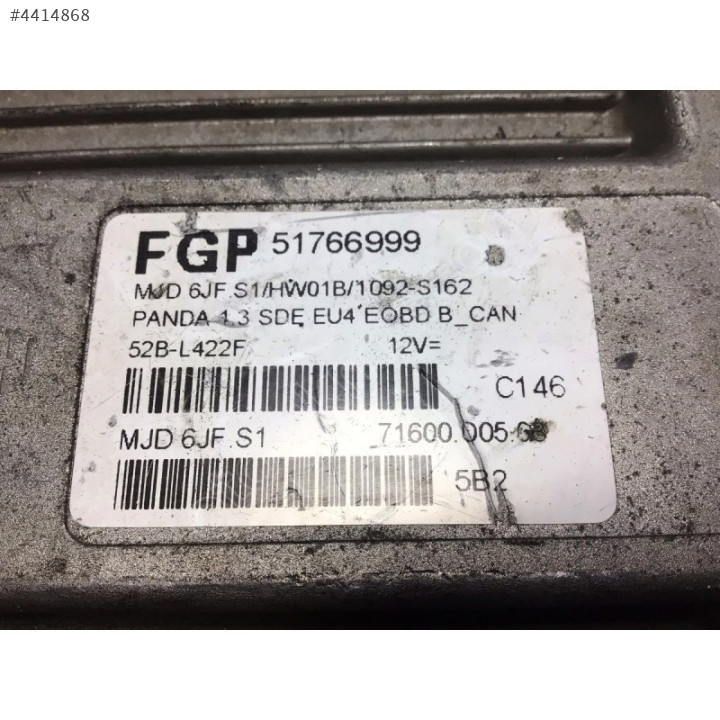 #4414868
FGP 51766999
MJD 6JF.S1/HW01B/1092-S162
PANDA 1.3 SDE EU4 EOBD B_CAN
52B-L422F 12V=
C146
MJD 6JF.S1 71600.005.68
5B2